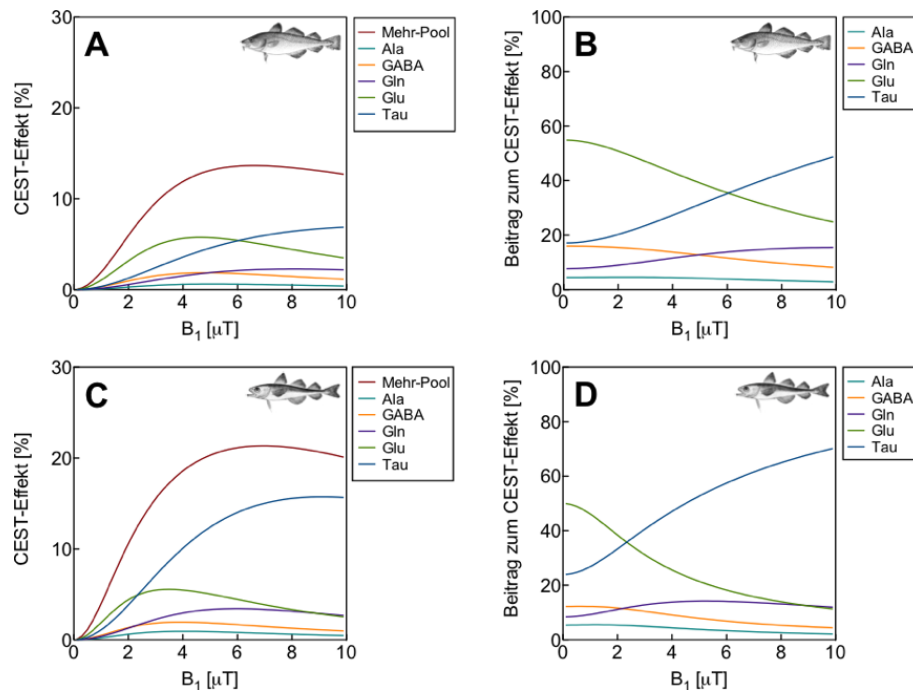 A
CEST-Effekt [%]
30
20
10
0
0 2 4 6 8 10
B1 [μT]
Mehr-Pool
Ala
GABA
Gln
Glu
Tau
B
Beitrag zum CEST-Effekt [%]
100
80
60
40
20
0
0 2 4 6 8 10
B1 [μT]
Ala
GABA
Gln
Glu
Tau
C
CEST-Effekt [%]
30
20
10
0
0 2 4 6 8 10
B1 [μT]
Mehr-Pool
Ala
GABA
Gln
Glu
Tau
D
Beitrag zum CEST-Effekt [%]
100
80
60
40
20
0
0 2 4 6 8 10
B1 [μT]
Ala
GABA
Gln
Glu
Tau